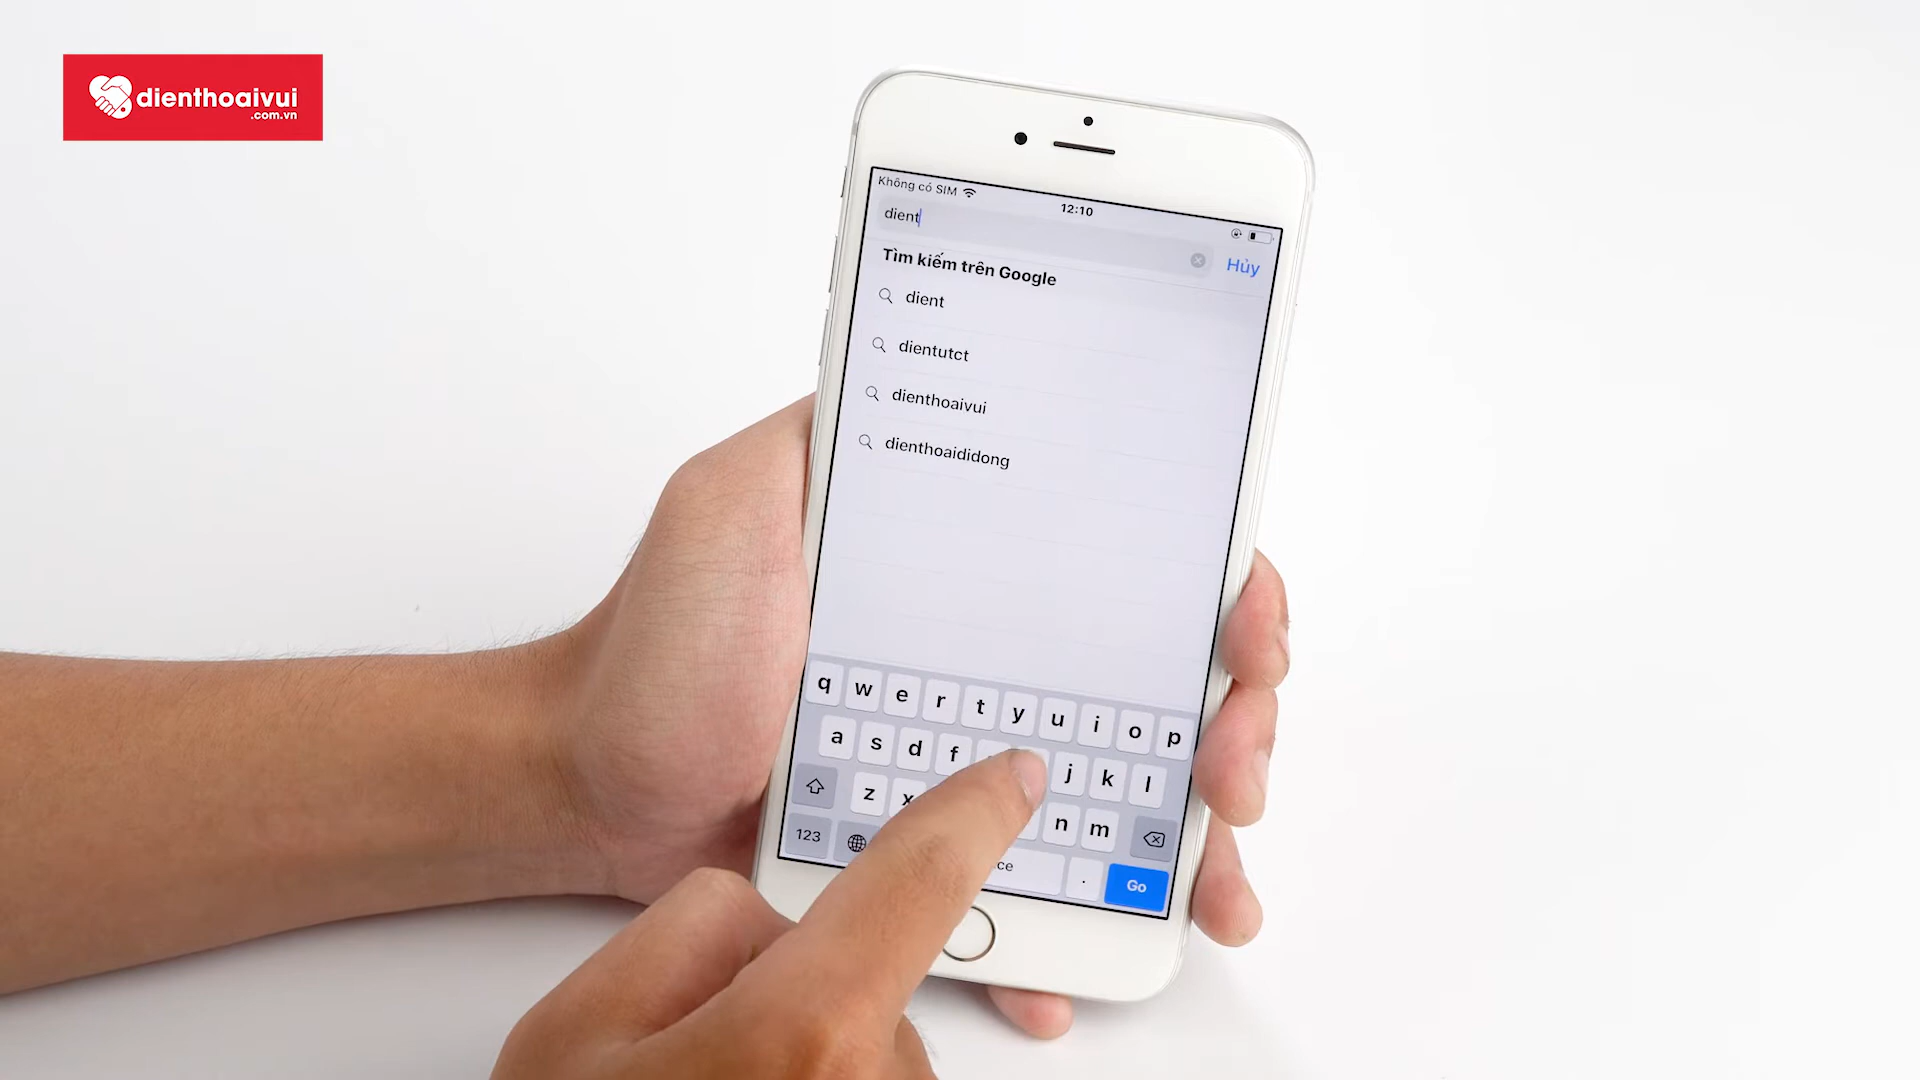 dienthoaivui
.com.vn
Không có SIM
12:10
dient
Hủy
Tìm kiếm trên Google
dient
dientutct
dienthoaivui
dienthoaididong
q w e r t y u i o p
a s d f j k l
z x n m
123
ce
.
Go